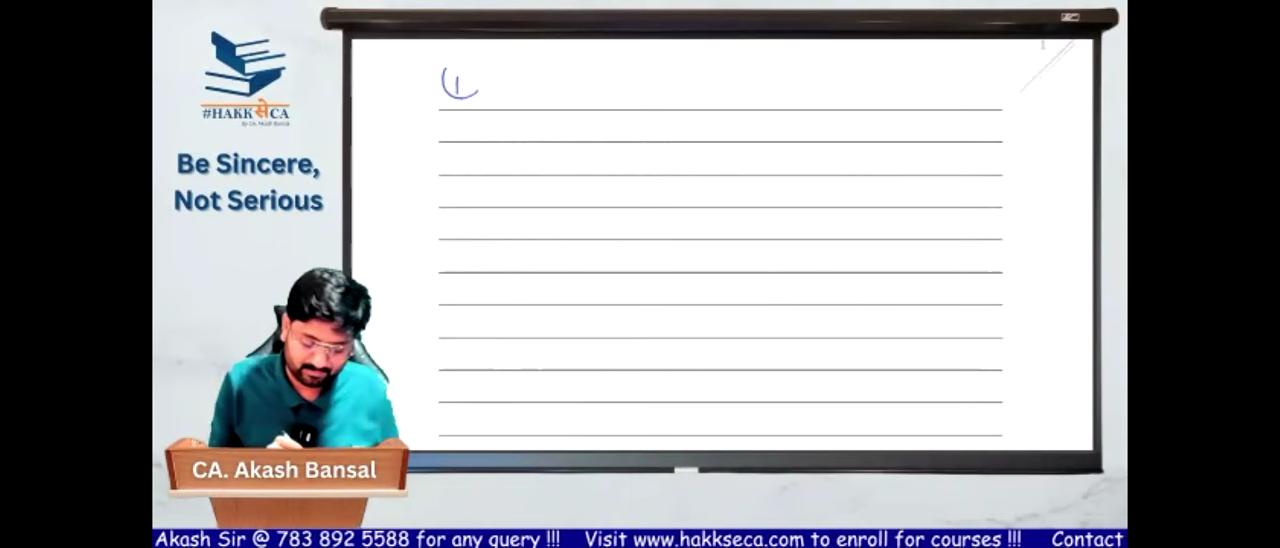 1
1
#HAKKसेCA
By CA. Akash Bansal
Be Sincere,
Not Serious
CA. Akash Bansal
Akash Sir @ 783 892 5588 for any query !!! Visit www.hakkseca.com to enroll for courses !!! Contact